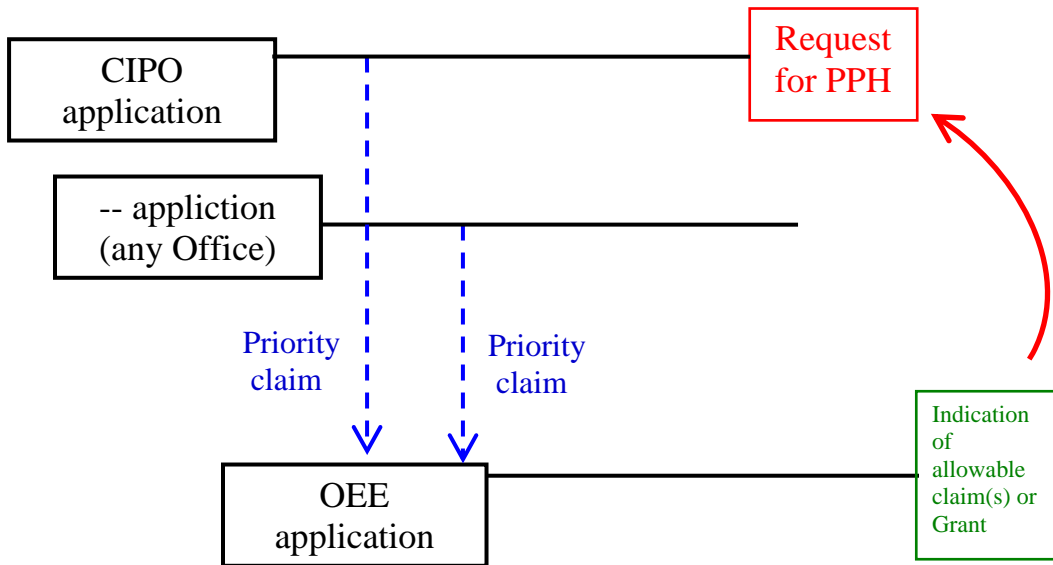 CIPO
application
Request
for PPH
-- appliction
(any Office)
Priority
claim
Priority
claim
OEE
application
Indication
of
allowable
claim(s) or
Grant